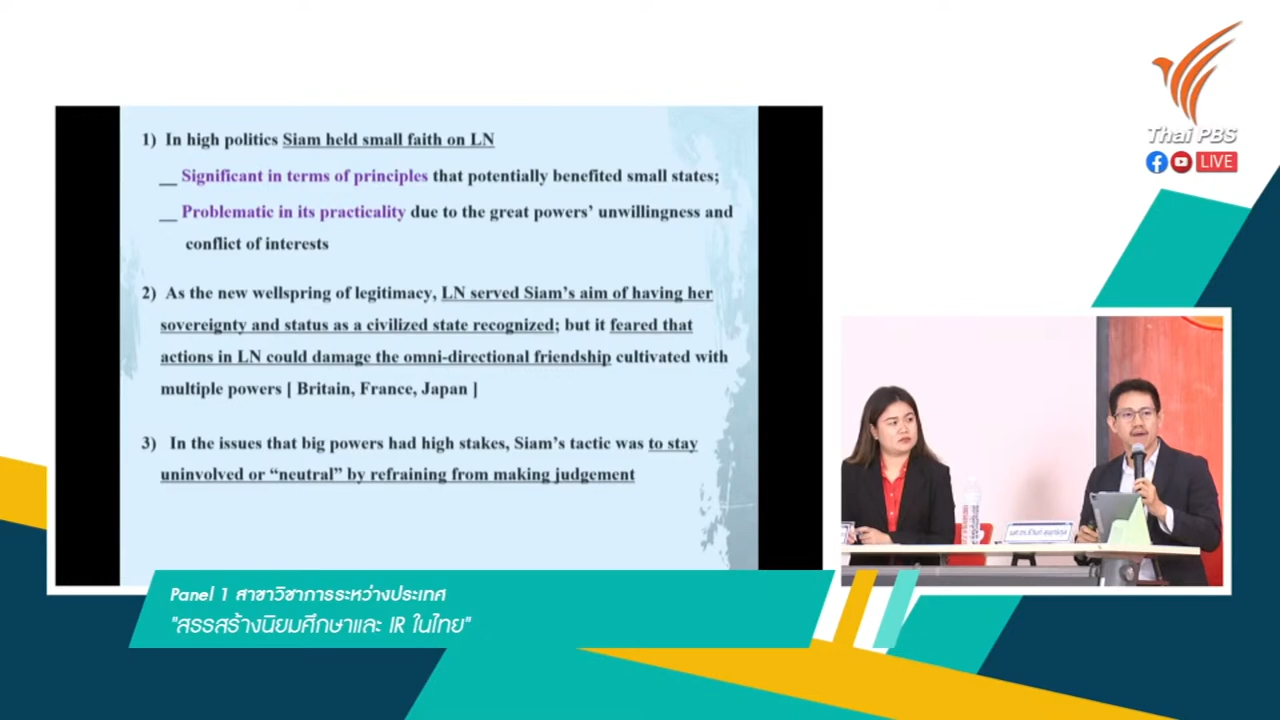 1) In high politics Siam held small faith on LN
__ Significant in terms of principles that potentially benefited small states;
__ Problematic in its practicality due to the great powers’ unwillingness and
conflict of interests
2) As the new wellspring of legitimacy, LN served Siam’s aim of having her
sovereignty and status as a civilized state recognized; but it feared that
actions in LN could damage the omni-directional friendship cultivated with
multiple powers [ Britain, France, Japan ]
3) In the issues that big powers had high stakes, Siam’s tactic was to stay
uninvolved or “neutral” by refraining from making judgement
Thai PBS
LIVE
Panel 1 สาขาวิชาการระหว่างประเทศ
"สรรสร้างนิยมศึกษาและ IR ในไทย"